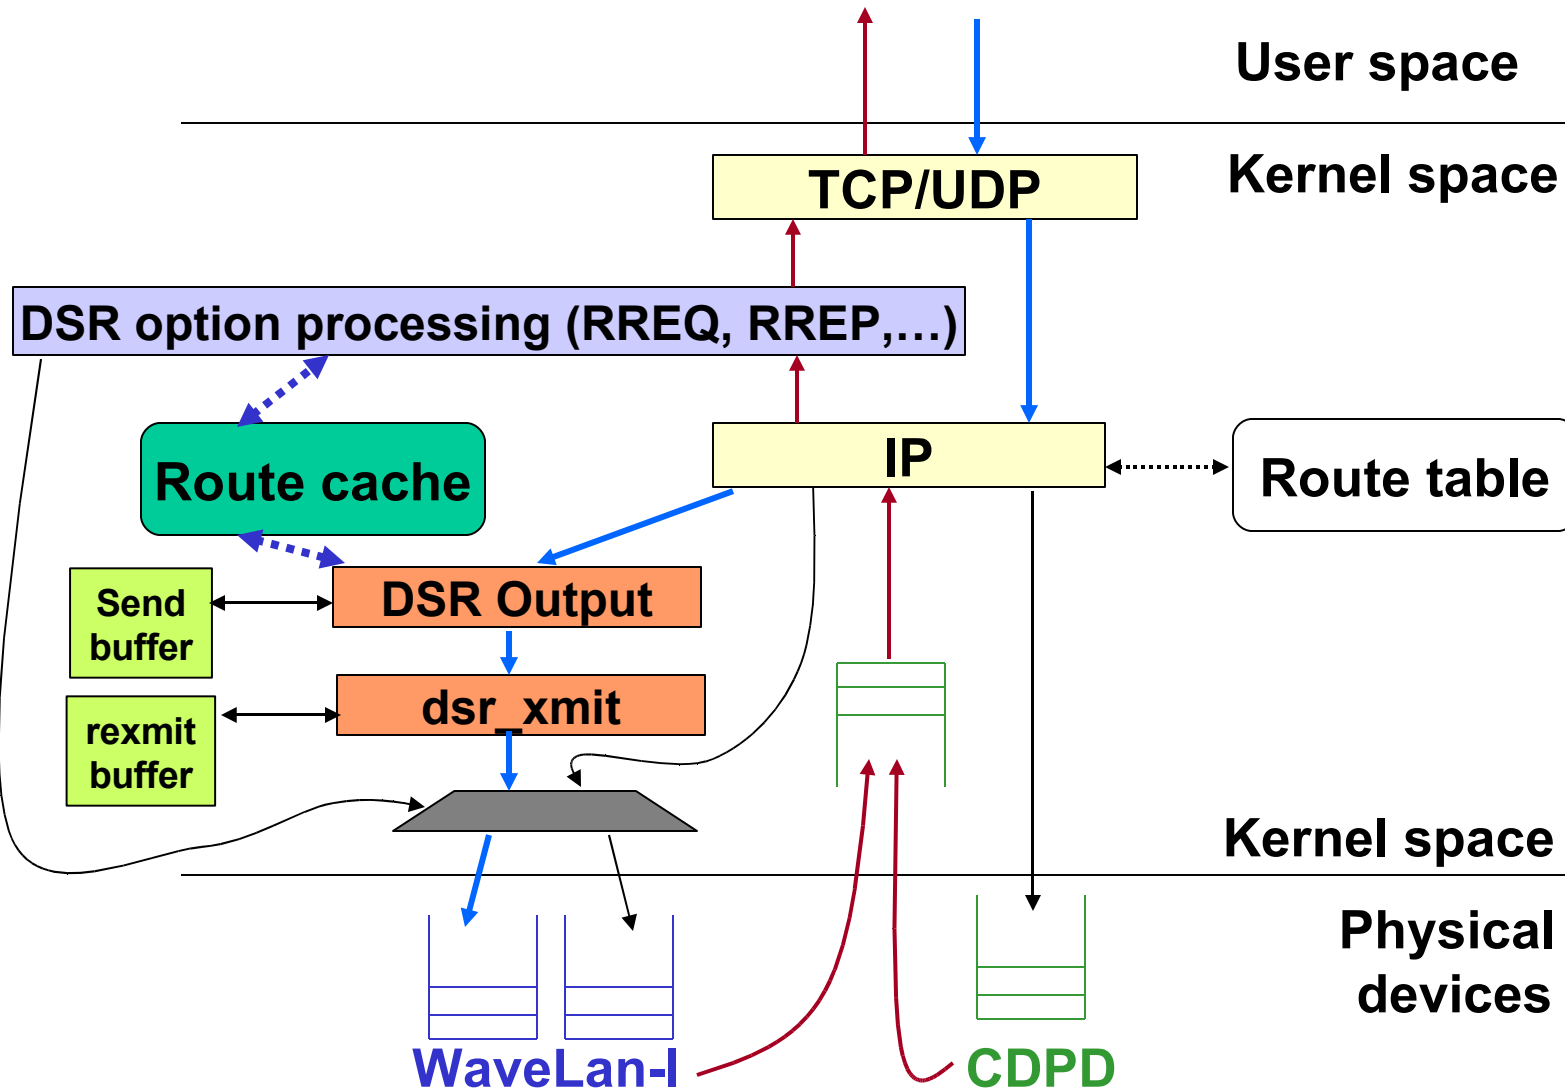 User space
Kernel space
TCP/UDP
DSR option processing (RREQ, RREP,…)
Route cache
IP
Route table
Send
buffer
DSR Output
rexmit
buffer
dsr_xmit
Kernel space
Physical
devices
WaveLan-I
CDPD